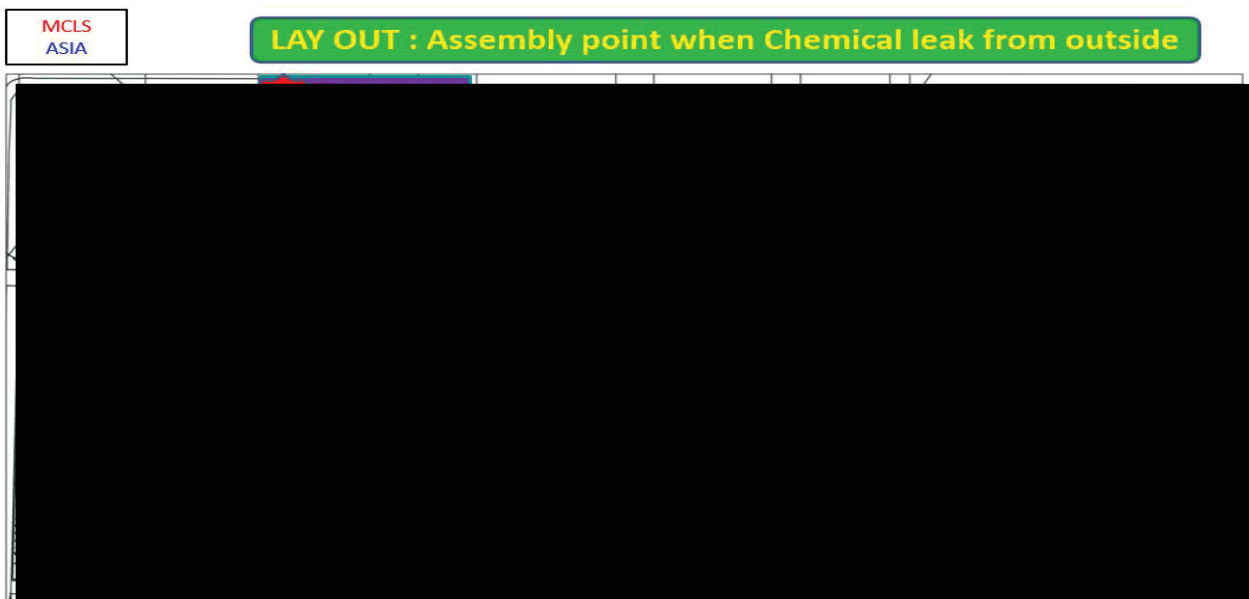 MCLS
ASIA
LAY OUT : Assembly point when Chemical leak from outside